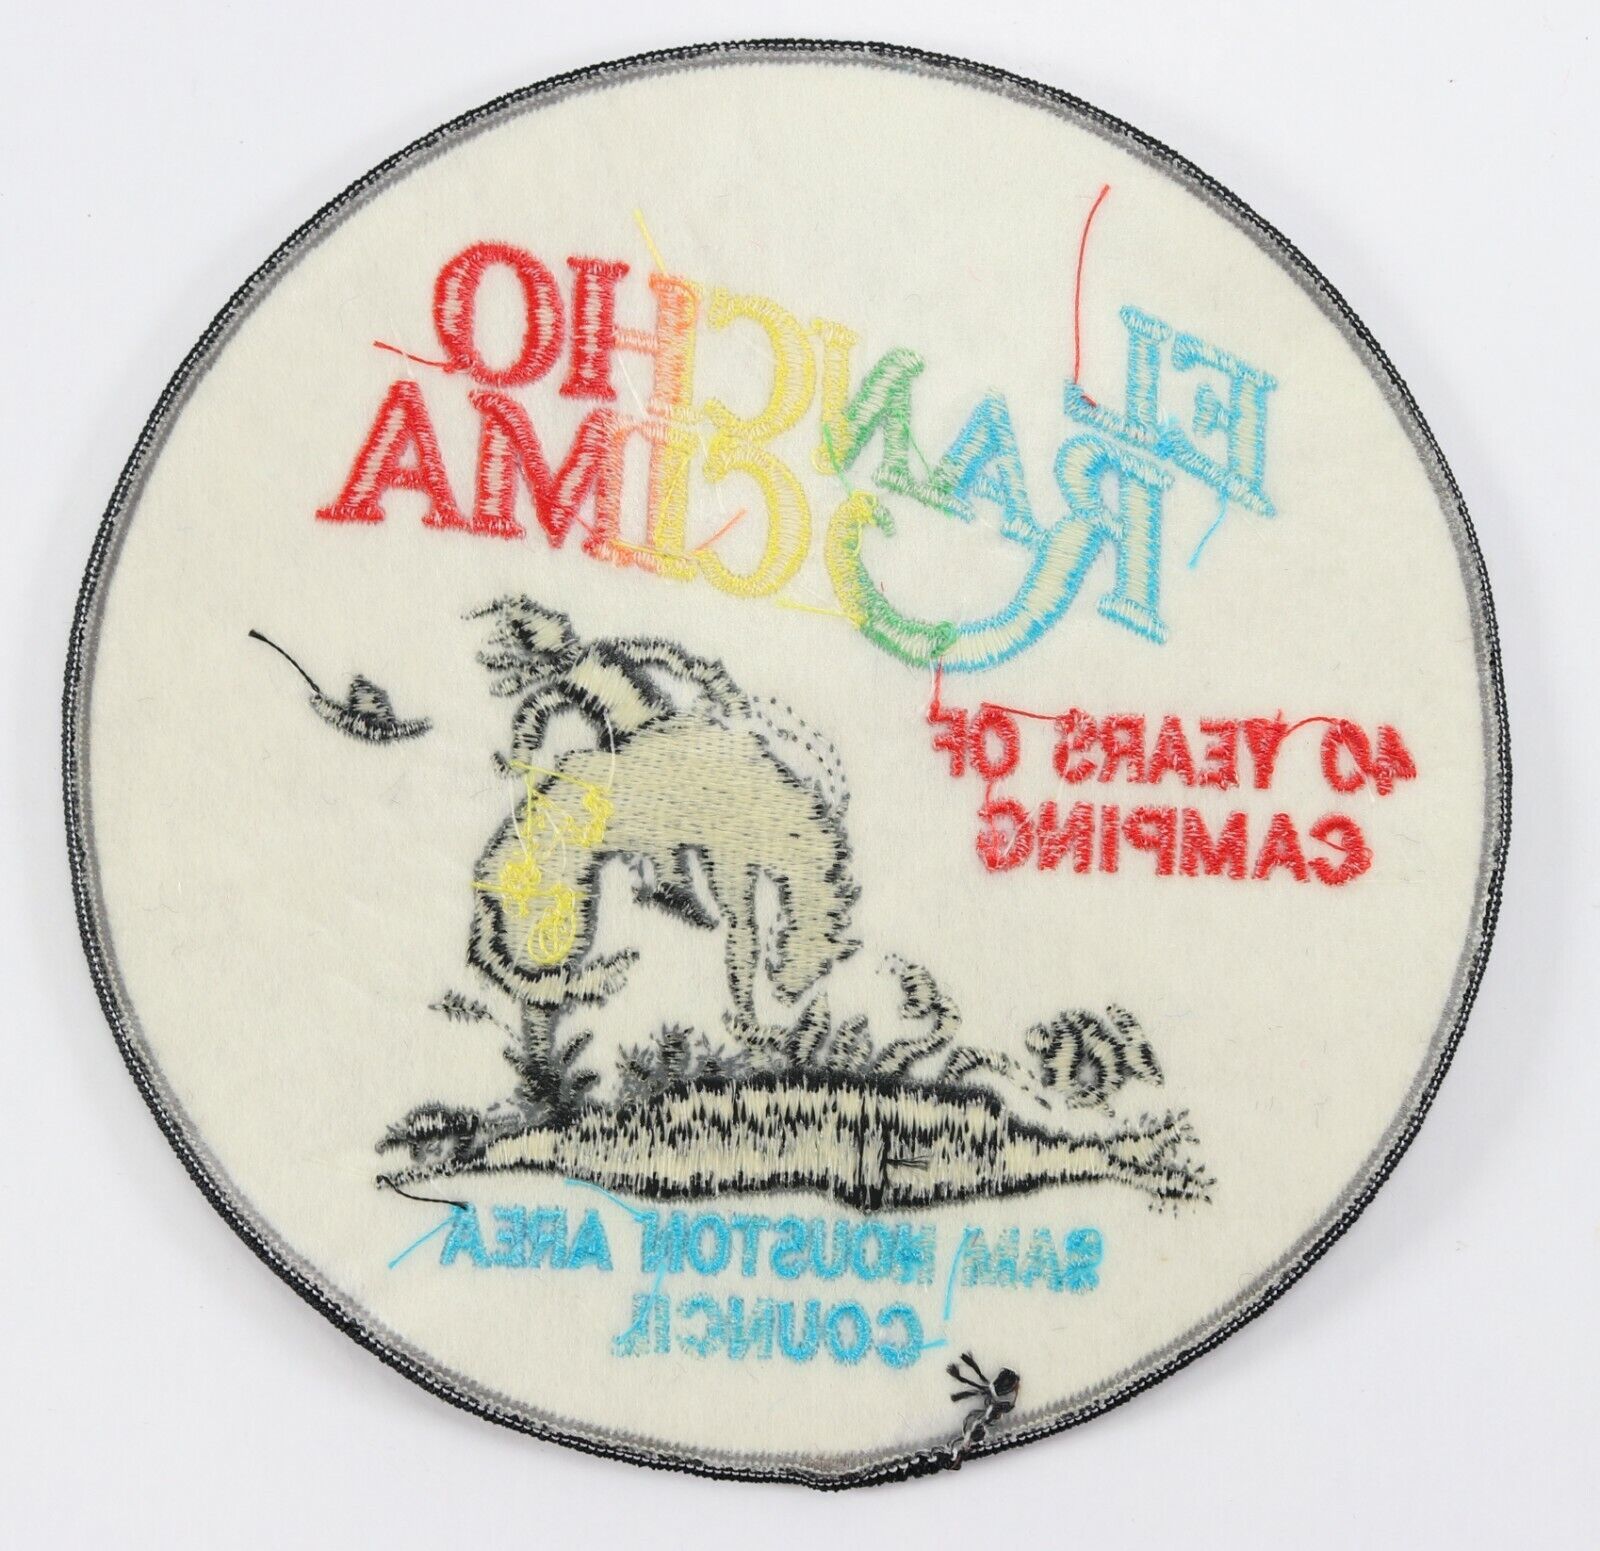 EL
RANCHO
CIMA
40 YEARS OF
CAMPING
SAM HOUSTON AREA
COUNCIL